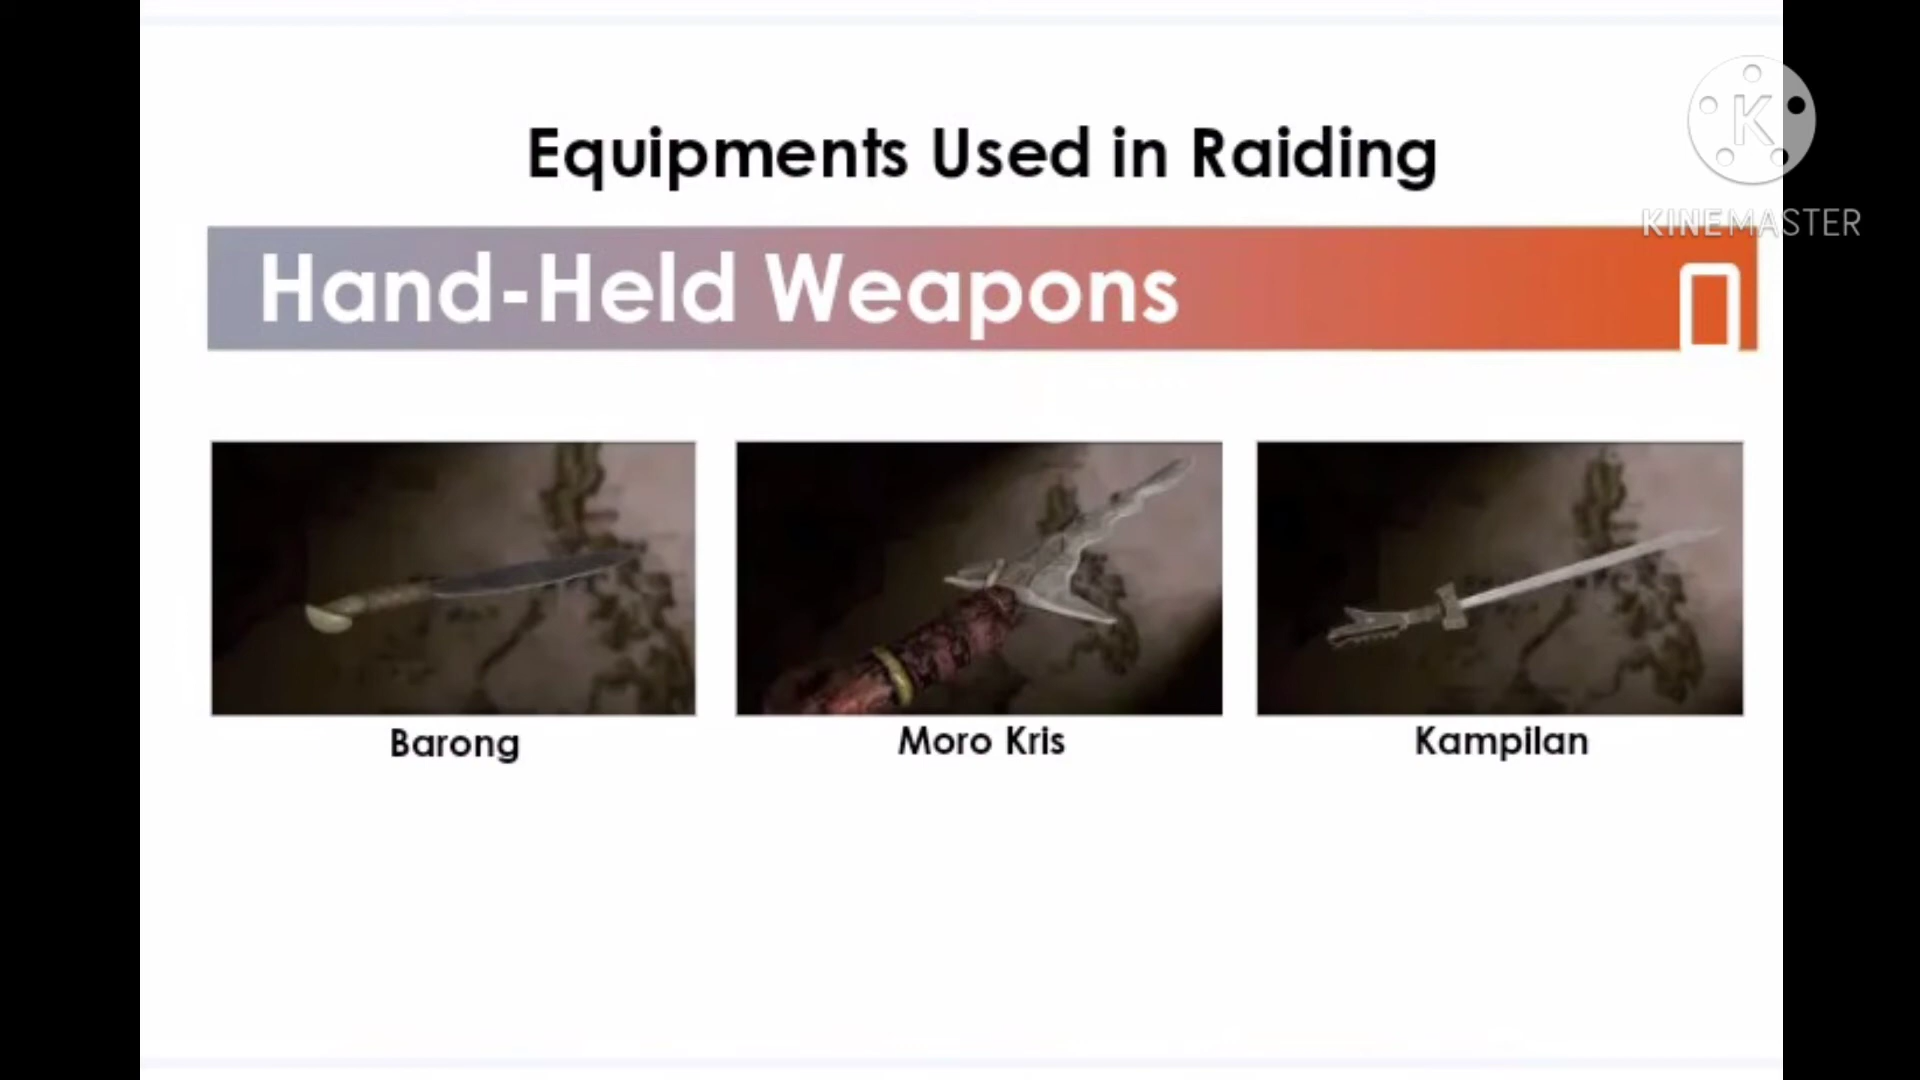 Equipments Used in Raiding
K
KINEMASTER
Hand-Held Weapons
Barong
Moro Kris
Kampilan